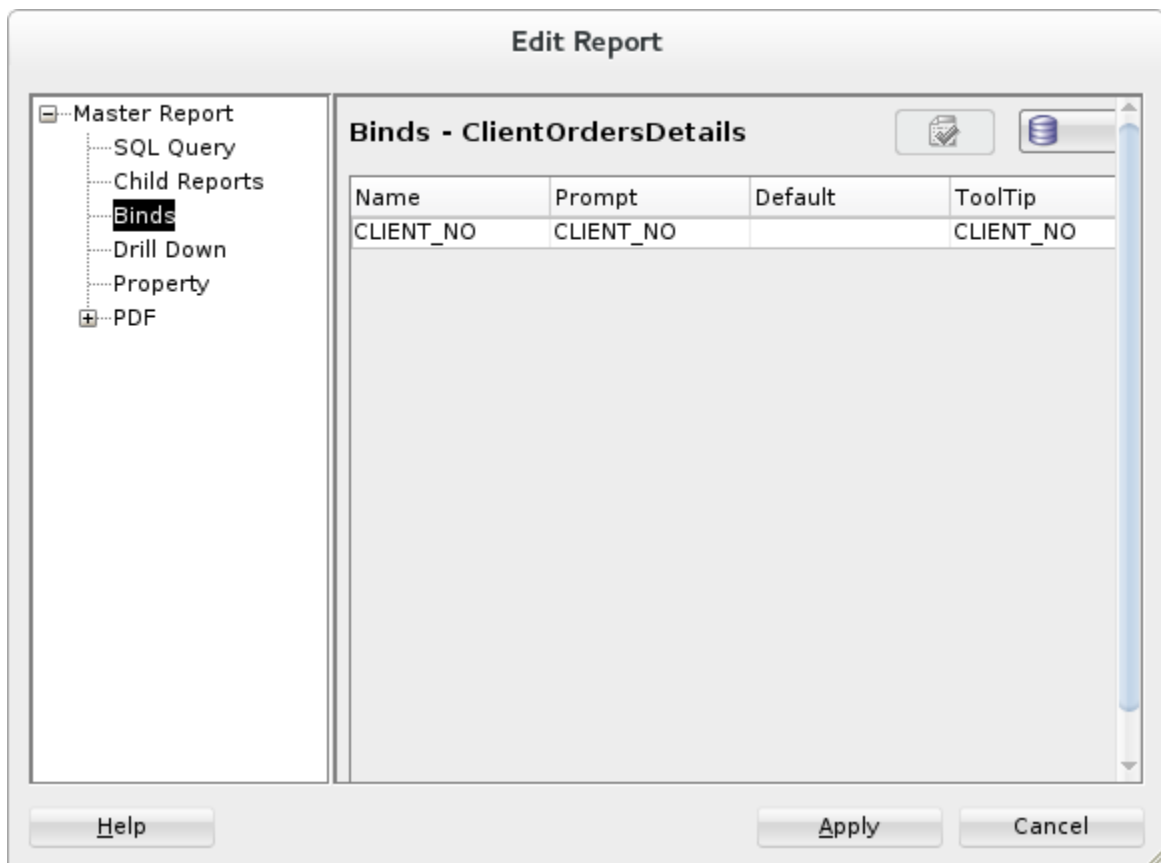 Edit Report
Master Report
SQL Query
Child Reports
Binds
Drill Down
Property
PDF
Binds - ClientOrdersDetails
Name Prompt Default ToolTip
CLIENT_NO CLIENT_NO CLIENT_NO
Help Apply Cancel